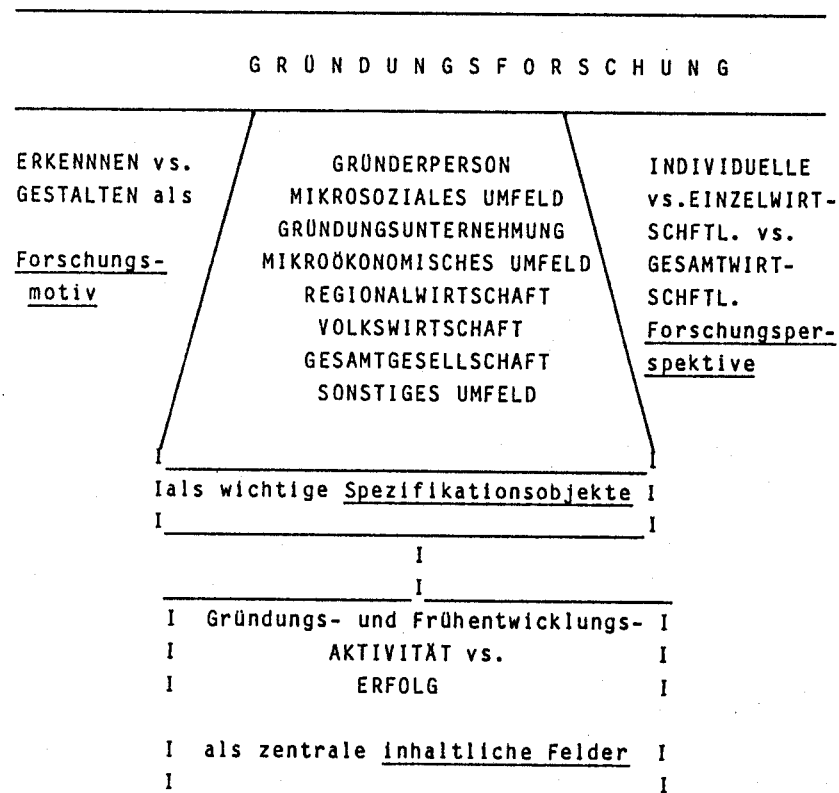 G R Ü N D U N G S F O R S C H U N G
ERKENNNEN vs.
GESTALTEN als
Forschungs-
motiv
GRÜNDERPERSON
MIKROSOZIALES UMFELD
GRÜNDUNGSUNTERNEHMUNG
MIKROÖKONOMISCHES UMFELD
REGIONALWIRTSCHAFT
VOLKSWIRTSCHAFT
GESAMTGESELLSCHAFT
SONSTIGES UMFELD
INDIVIDUELLE
vs.EINZELWIRT-
SCHFTL. vs.
GESAMTWIRT-
SCHFTL.
Forschungsper-
spektive
als wichtige Spezifikationsobjekte
Gründungs- und Frühentwicklungs-
AKTIVITÄT vs.
ERFOLG
als zentrale inhaltliche Felder